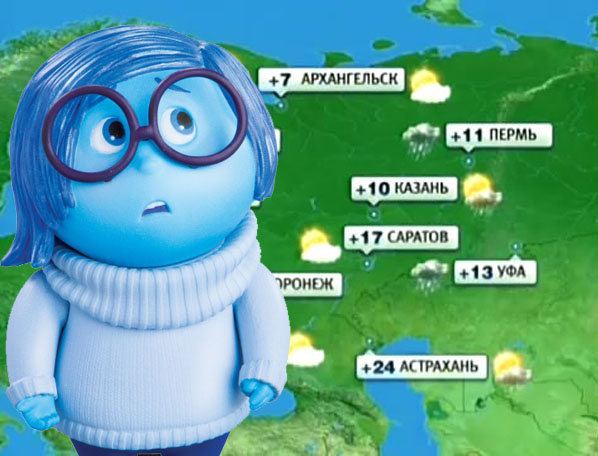 +7 АРХАНГЕЛЬСК
+11 ПЕРМЬ
+10 КАЗАНЬ
+17 САРАТОВ
+13 УФА
+24 АСТРАХАНЬ